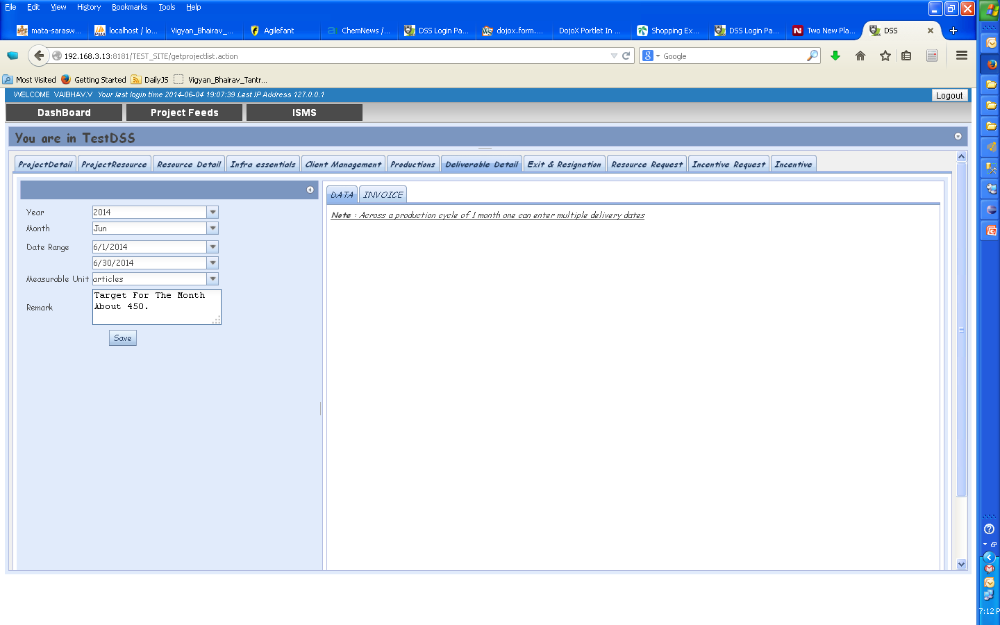 File Edit View History Bookmarks Tools Help
mata-sarasw... localhost / lo... Vigyan_Bhairav_... Agilefant ChemNews /... DSS Login Pa... dojox.form.... DojoX Portlet In ... Shopping Ex... DSS Login Pa... Two New Pla... DSS
192.168.3.13:8181/TEST_SITE/getprojectlist.action Google
Most Visited Getting Started DailyJS Vigyan_Bhairav_Tantr...
WELCOME VAIBHAV.V Your last login time 2014-06-04 19:07:39 Last IP Address 127.0.0.1 Logout
DashBoard Project Feeds ISMS
You are in TestDSS
ProjectDetail ProjectResource Resource Detail Infra essentials Client Management Productions Deliverable Detail Exit & Resignation Resource Request Incentive Request Incentive
DATA INVOICE
Note : Across a production cycle of 1 month one can enter multiple delivery dates
Year 2014
Month Jun
Date Range 6/1/2014
6/30/2014
Measurable Unit articles
Remark Target For The Month
About 450.
Save
7:12 P